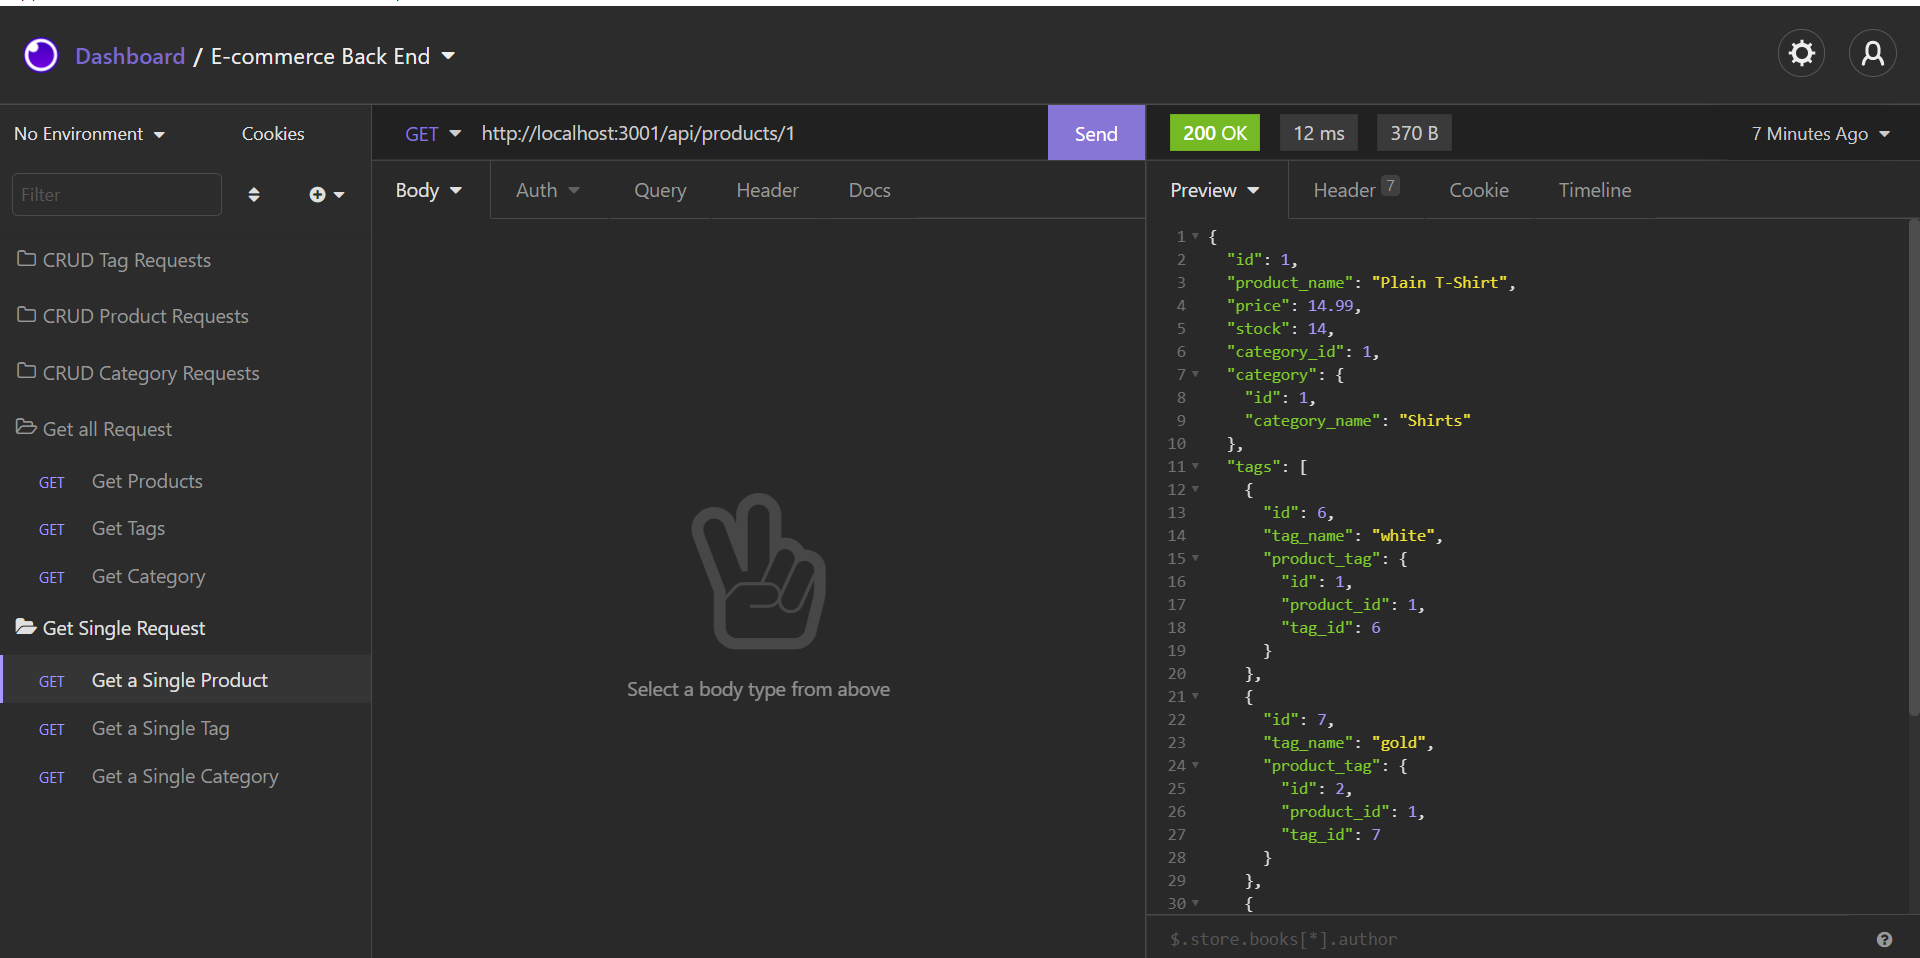 Dashboard / E-commerce Back End
No Environment
Cookies
Filter
CRUD Tag Requests
CRUD Product Requests
CRUD Category Requests
Get all Request
GET Get Products
GET Get Tags
GET Get Category
Get Single Request
GET Get a Single Product
GET Get a Single Tag
GET Get a Single Category
GET http://localhost:3001/api/products/1 Send
Body Auth Query Header Docs
Select a body type from above
200 OK 12 ms 370 B 7 Minutes Ago
Preview Header 7 Cookie Timeline
1 {
2 "id": 1,
3 "product_name": "Plain T-Shirt",
4 "price": 14.99,
5 "stock": 14,
6 "category_id": 1,
7 "category": {
8 "id": 1,
9 "category_name": "Shirts"
10 },
11 "tags": [
12 {
13 "id": 6,
14 "tag_name": "white",
15 "product_tag": {
16 "id": 1,
17 "product_id": 1,
18 "tag_id": 6
19 }
20 },
21 {
22 "id": 7,
23 "tag_name": "gold",
24 "product_tag": {
25 "id": 2,
26 "product_id": 1,
27 "tag_id": 7
28 }
29 },
30 {
$.store.books[*].author